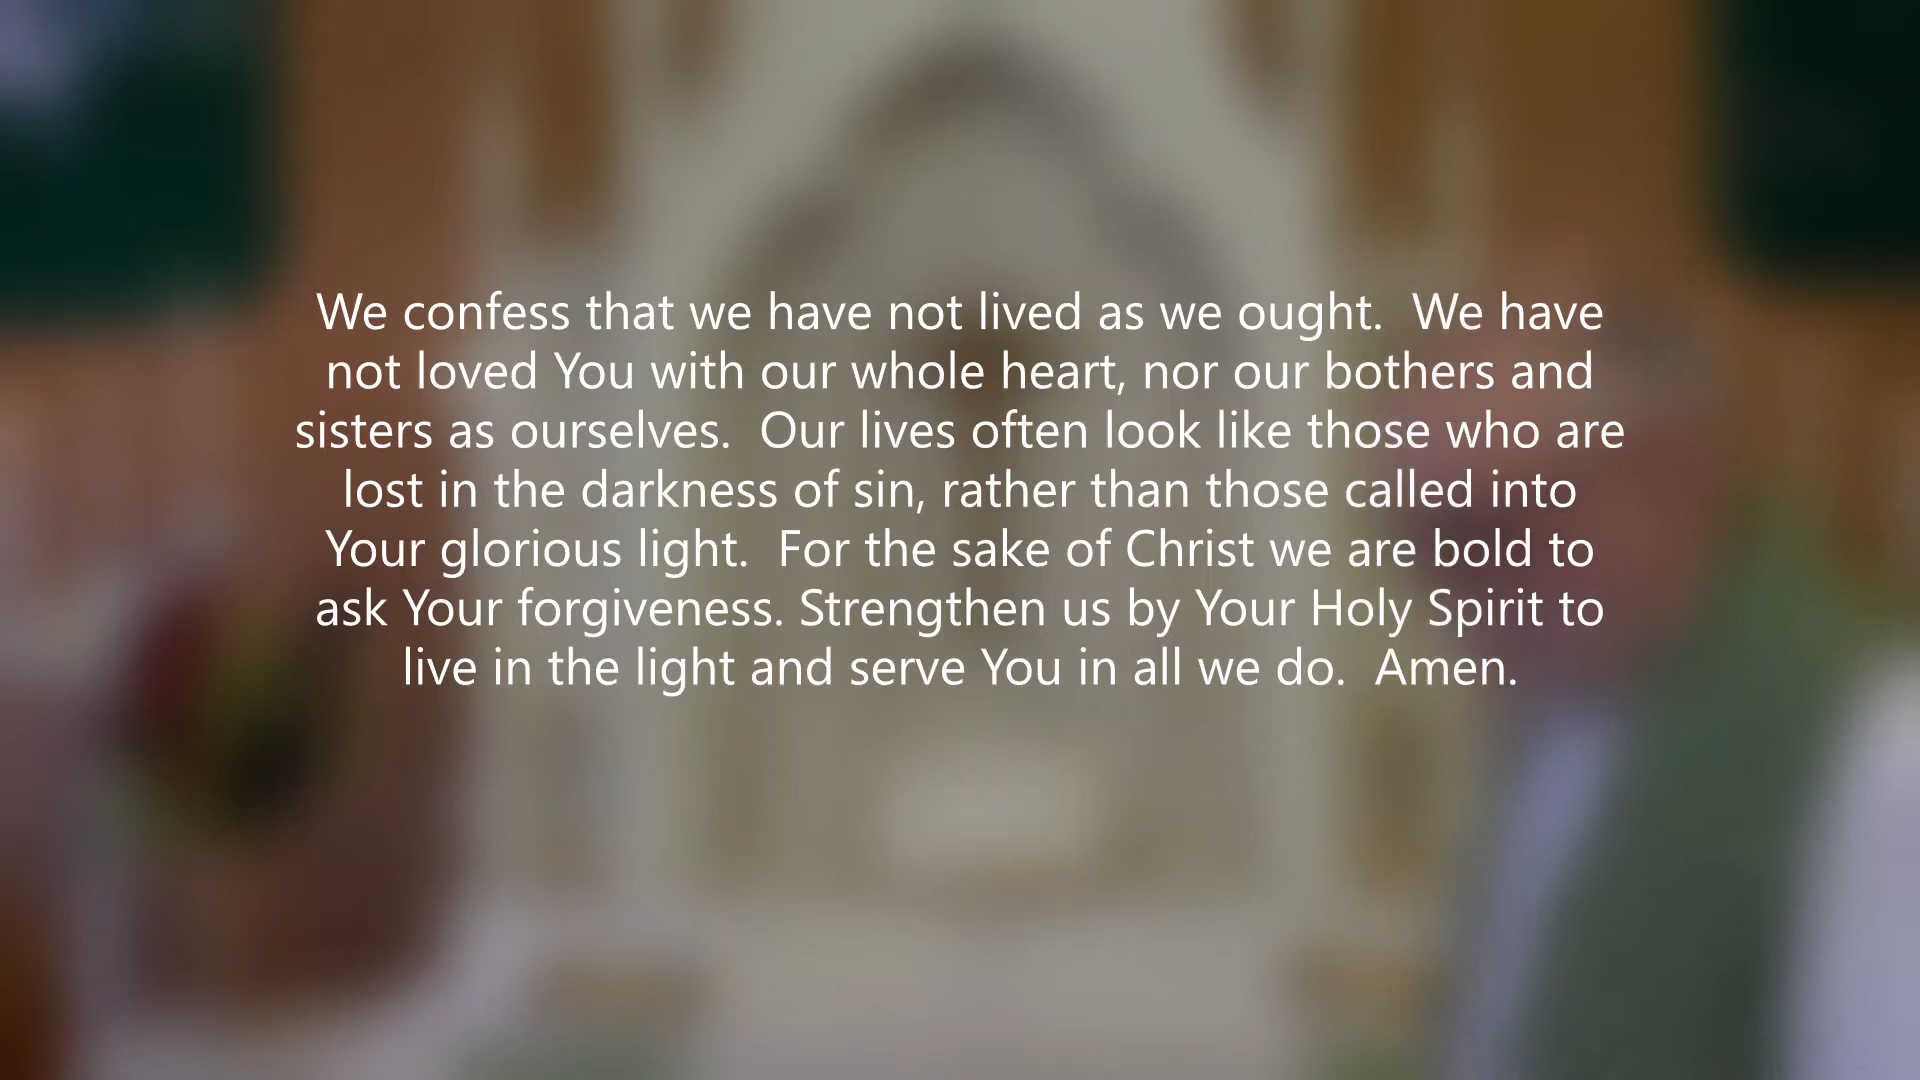 We confess that we have not lived as we ought.  We have
not loved You with our whole heart, nor our bothers and
sisters as ourselves.  Our lives often look like those who are
lost in the darkness of sin, rather than those called into
Your glorious light.  For the sake of Christ we are bold to
ask Your forgiveness. Strengthen us by Your Holy Spirit to
live in the light and serve You in all we do.  Amen.